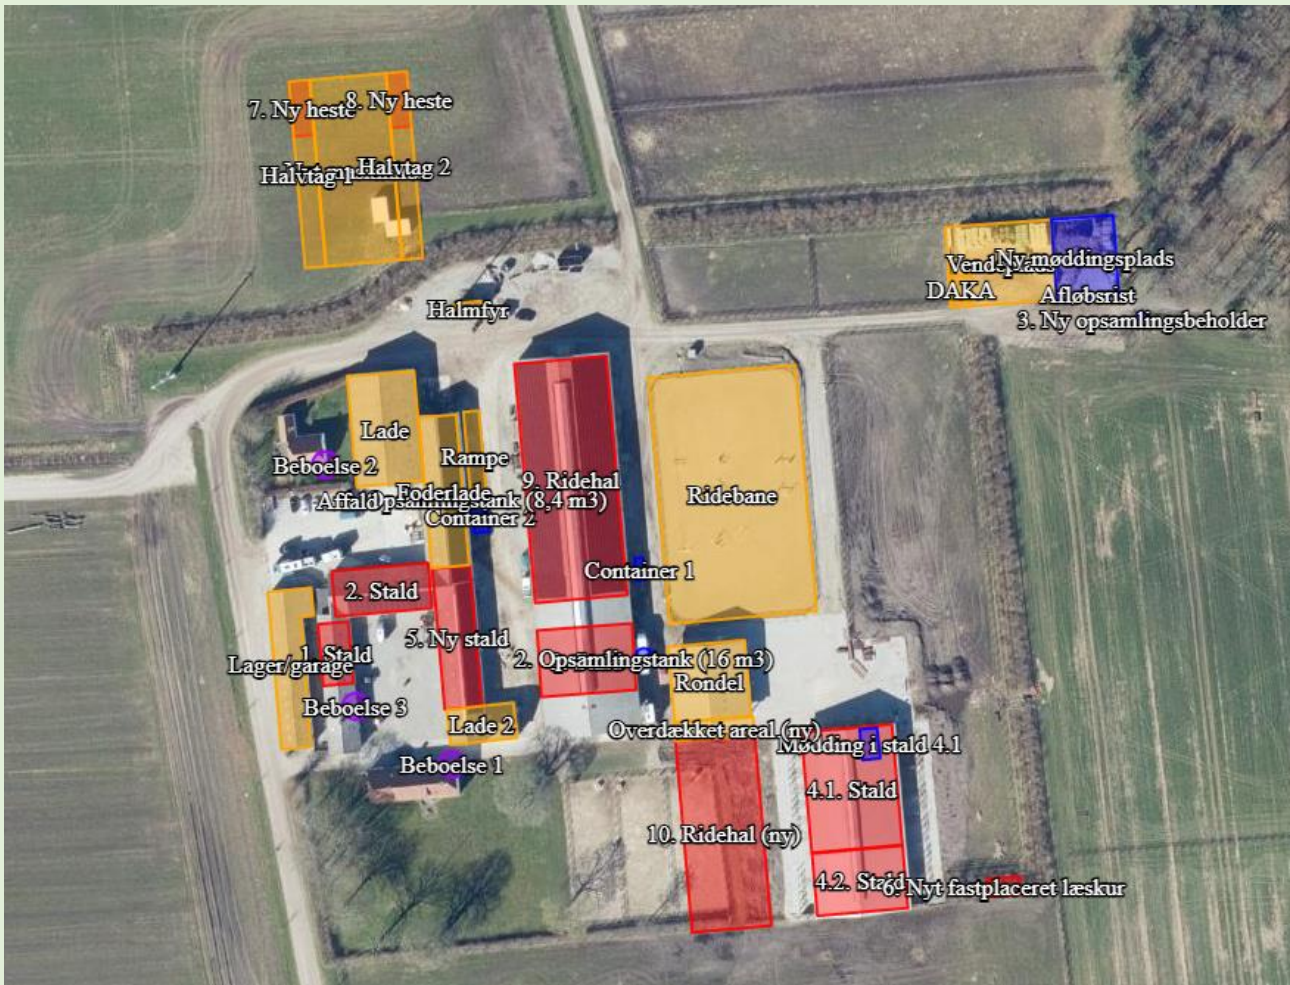 7. Ny heste
8. Ny heste
Halvtag 1
Halvtag 2
Vendeplads
Ny møddingsplads
DAKA
Afløbsrist
3. Ny opsamlingsbeholder
Halmfyr
Lade
Rampe
Beboelse 2
9. Ridehal
Foderlade
Affald
Opsamlingstank (8,4 m3)
Ridebane
Container 2
Container 1
2. Stald
5. Ny stald
1. Stald
Lager/garage
2. Opsamlingstank (16 m3)
Rondel
Beboelse 3
Lade 2
Overdækket areal (ny)
Mødding i stald 4.1
Beboelse 1
4.1. Stald
10. Ridehal (ny)
4.2. Stald
6. Nyt fastplaceret læskur